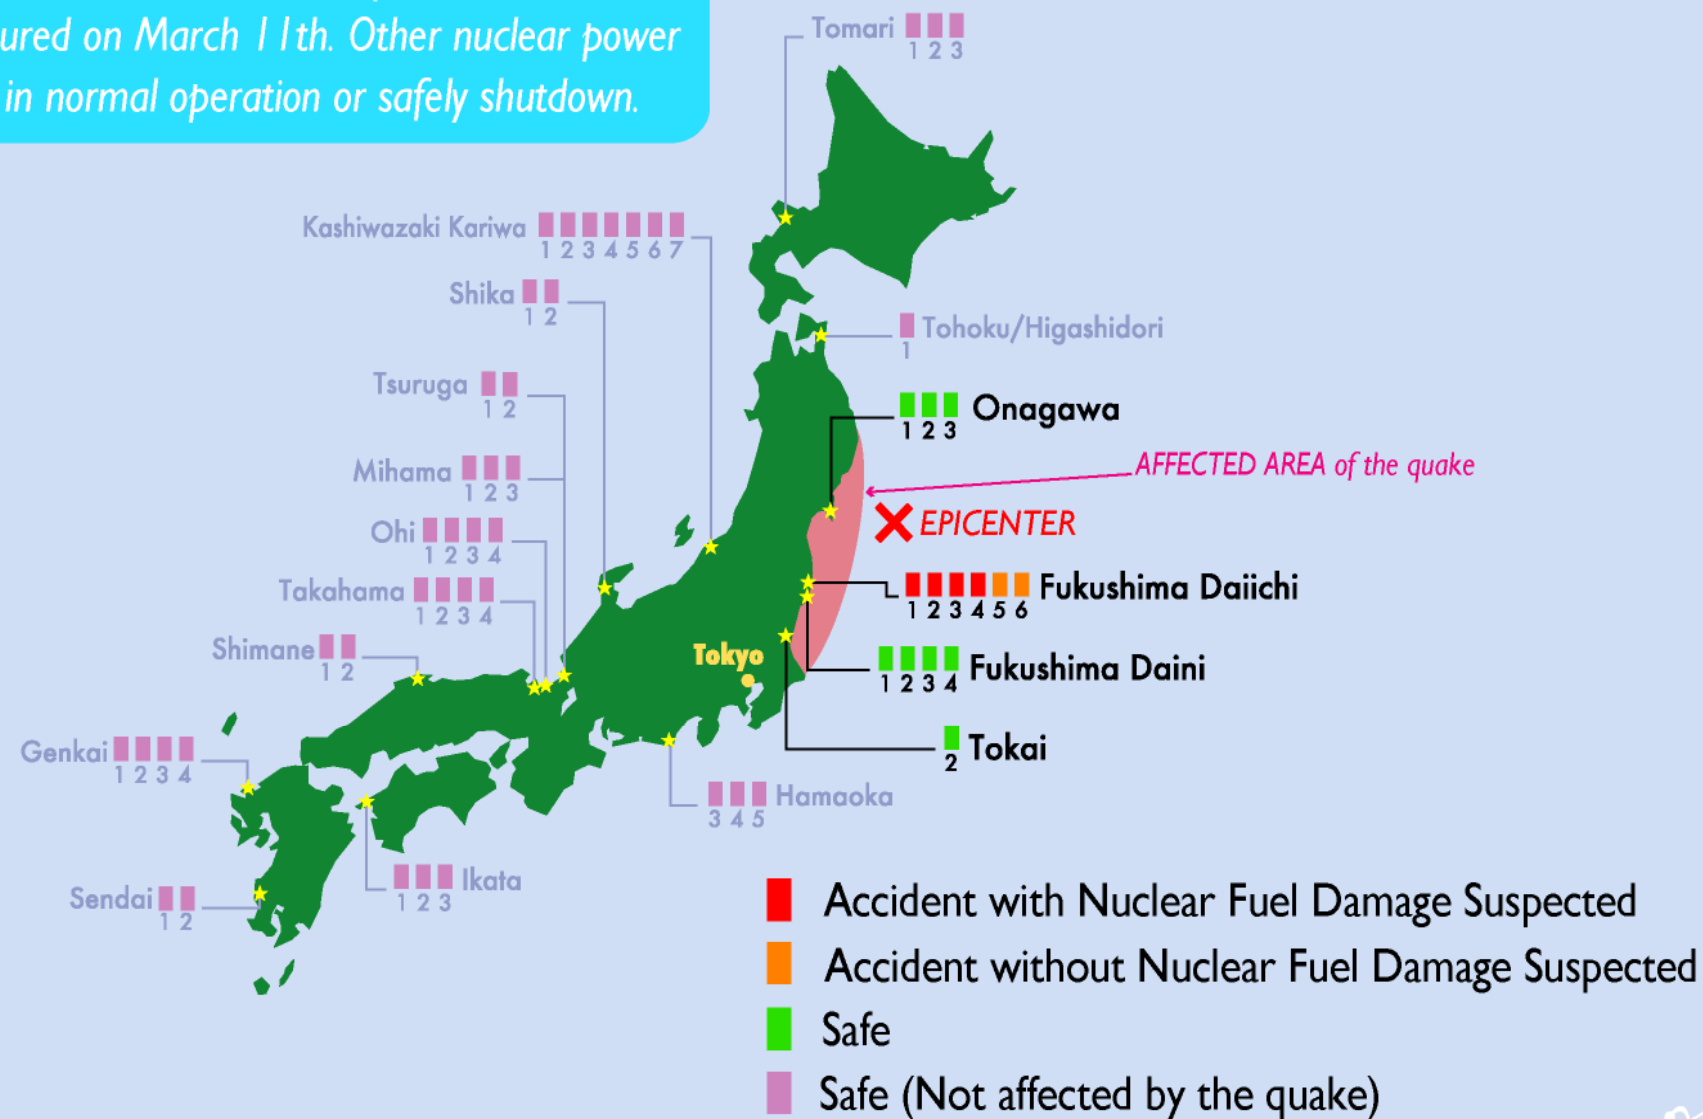 ured on March 11th. Other nuclear power
in normal operation or safely shutdown.
Tomari
1 2 3
Kashiwazaki Kariwa
1 2 3 4 5 6 7
Shika
1 2
Tohoku/Higashidori
1
Tsuruga
1 2
Onagawa
1 2 3
Mihama
1 2 3
AFFECTED AREA of the quake
EPICENTER
Ohi
1 2 3 4
Takahama
1 2 3 4
Fukushima Daiichi
1 2 3 4 5 6
Shimane
1 2
Tokyo
Fukushima Daini
1 2 3 4
Genkai
1 2 3 4
Tokai
2
Hamaoka
3 4 5
Ikata
1 2 3
Sendai
1 2
Accident with Nuclear Fuel Damage Suspected
Accident without Nuclear Fuel Damage Suspected
Safe
Safe (Not affected by the quake)